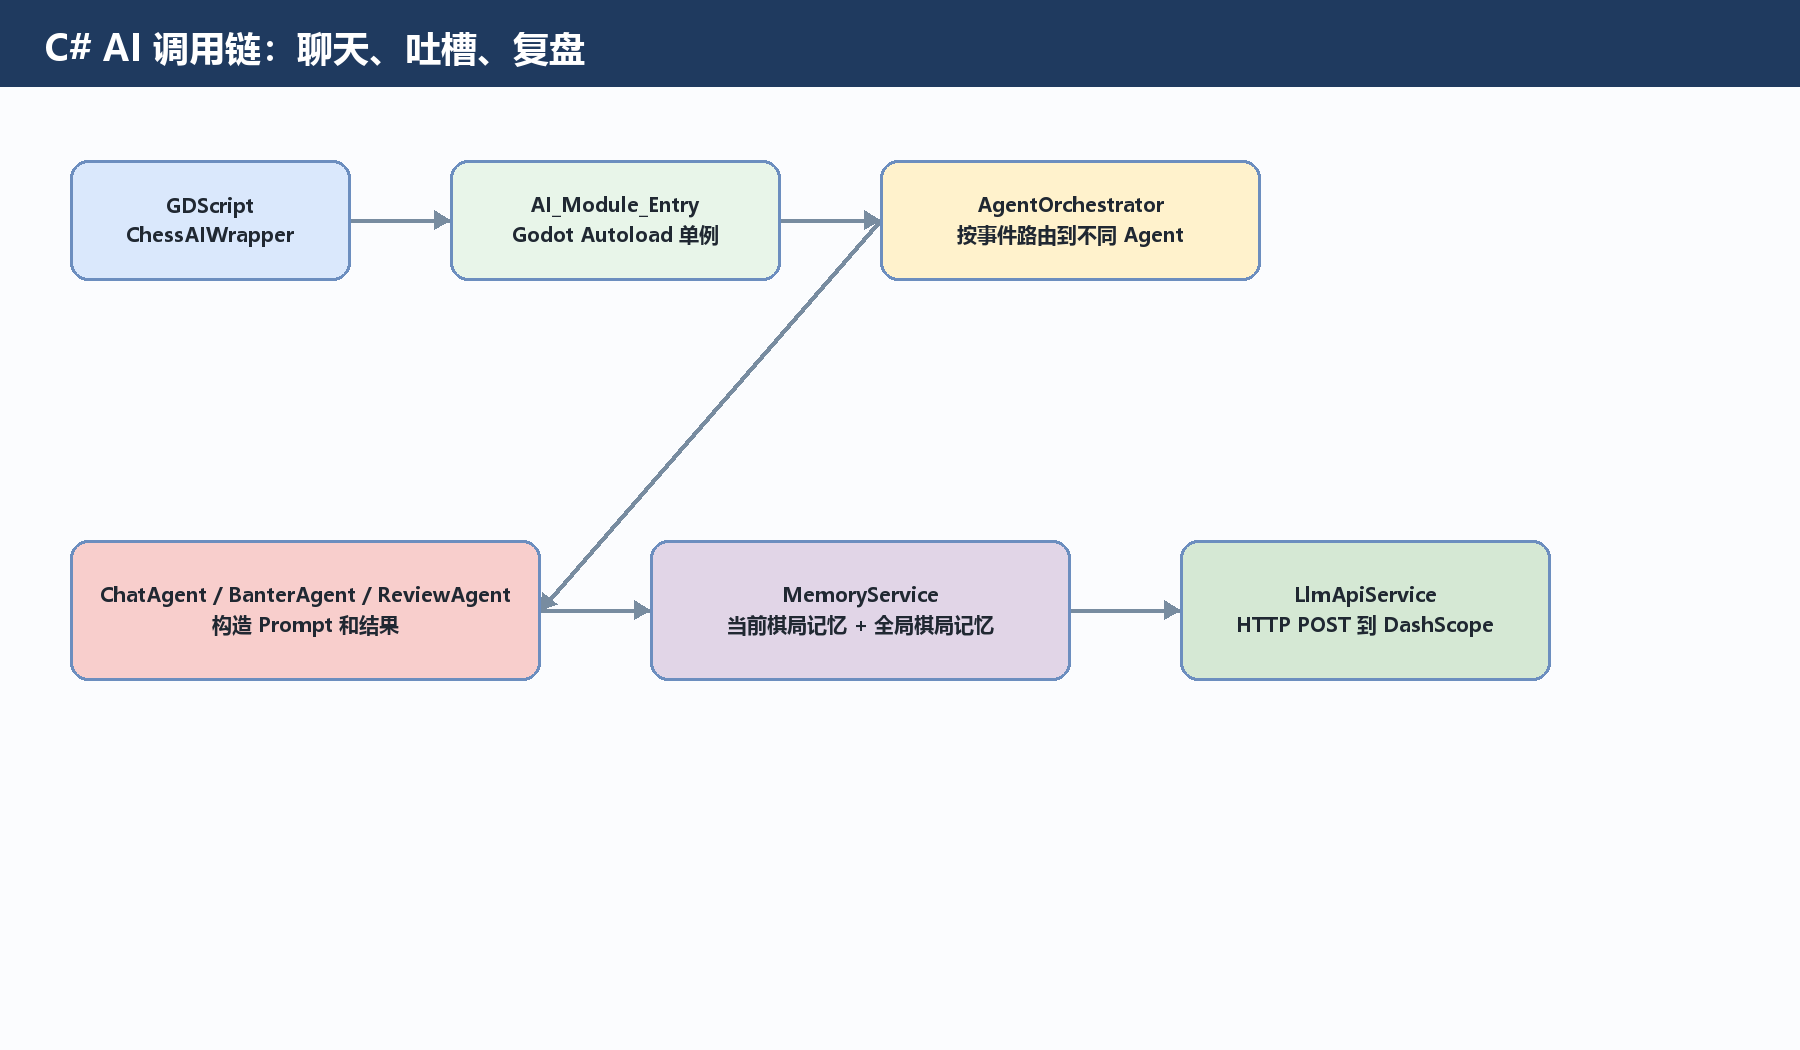 C# AI 调用链：聊天、吐槽、复盘
GDScript
ChessAIWrapper
AI_Module_Entry
Godot Autoload 单例
AgentOrchestrator
按事件路由到不同 Agent
ChatAgent / BanterAgent / ReviewAgent
构造 Prompt 和结果
MemoryService
当前棋局记忆 + 全局棋局记忆
LlmApiService
HTTP POST 到 DashScope